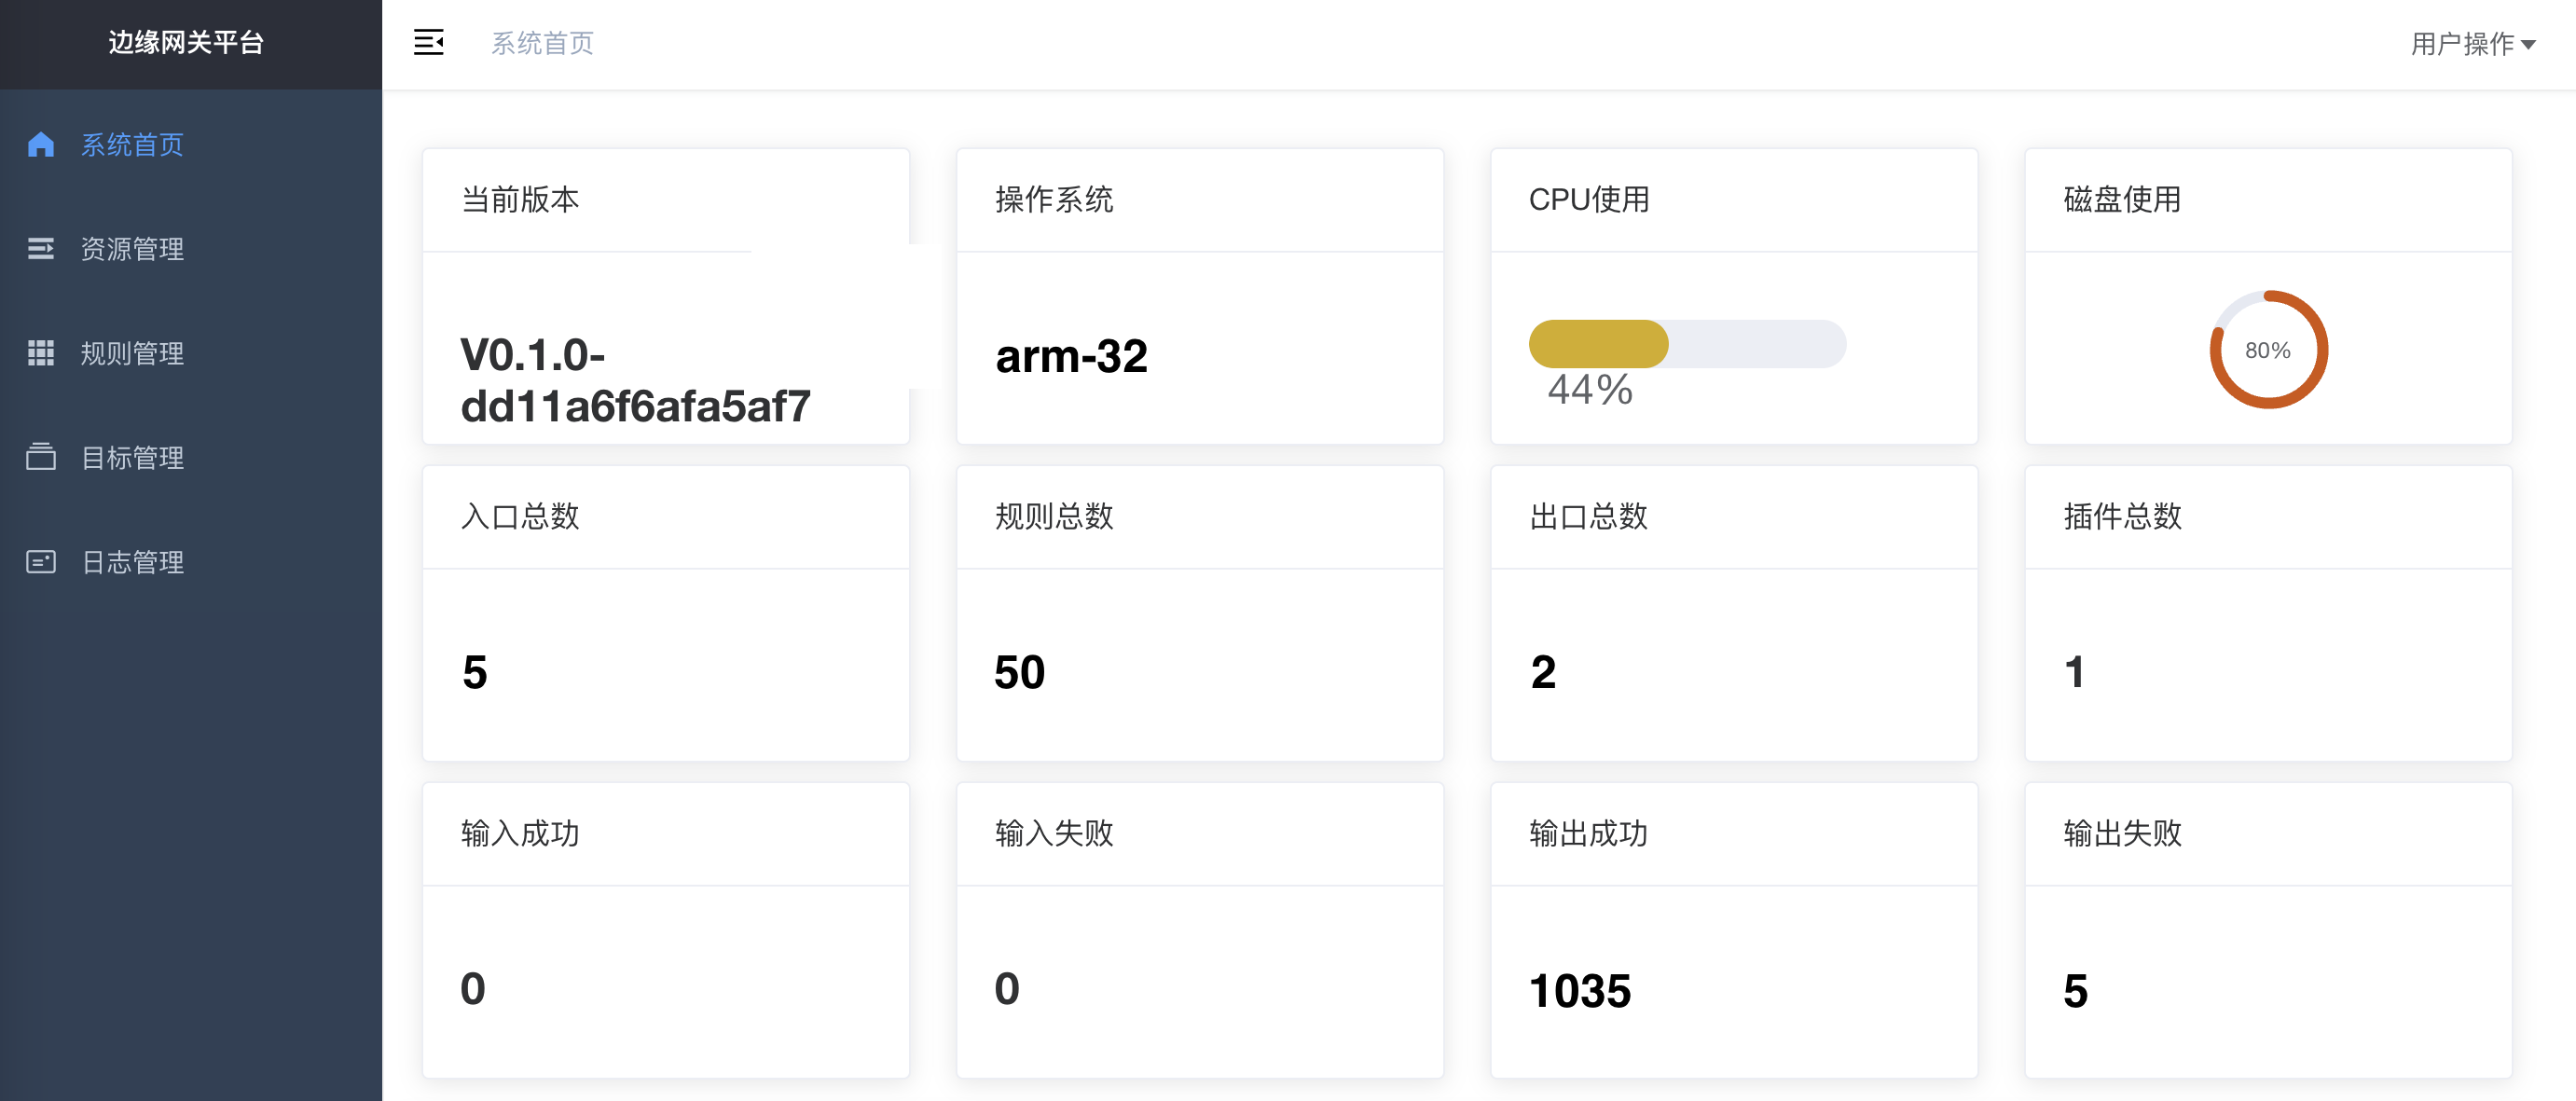 边缘网关平台
系统首页
用户操作
系统首页
资源管理
规则管理
目标管理
日志管理
当前版本
V0.1.0-
dd11a6f6afa5af7
操作系统
arm-32
CPU使用
44%
磁盘使用
80%
入口总数
5
规则总数
50
出口总数
2
插件总数
1
输入成功
0
输入失败
0
输出成功
1035
输出失败
5